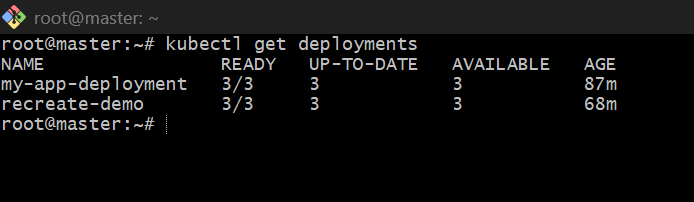 root@master: ~
root@master:~# kubectl get deployments
NAME                READY   UP-TO-DATE   AVAILABLE   AGE
my-app-deployment   3/3     3            3           87m
recreate-demo       3/3     3            3           68m
root@master:~#